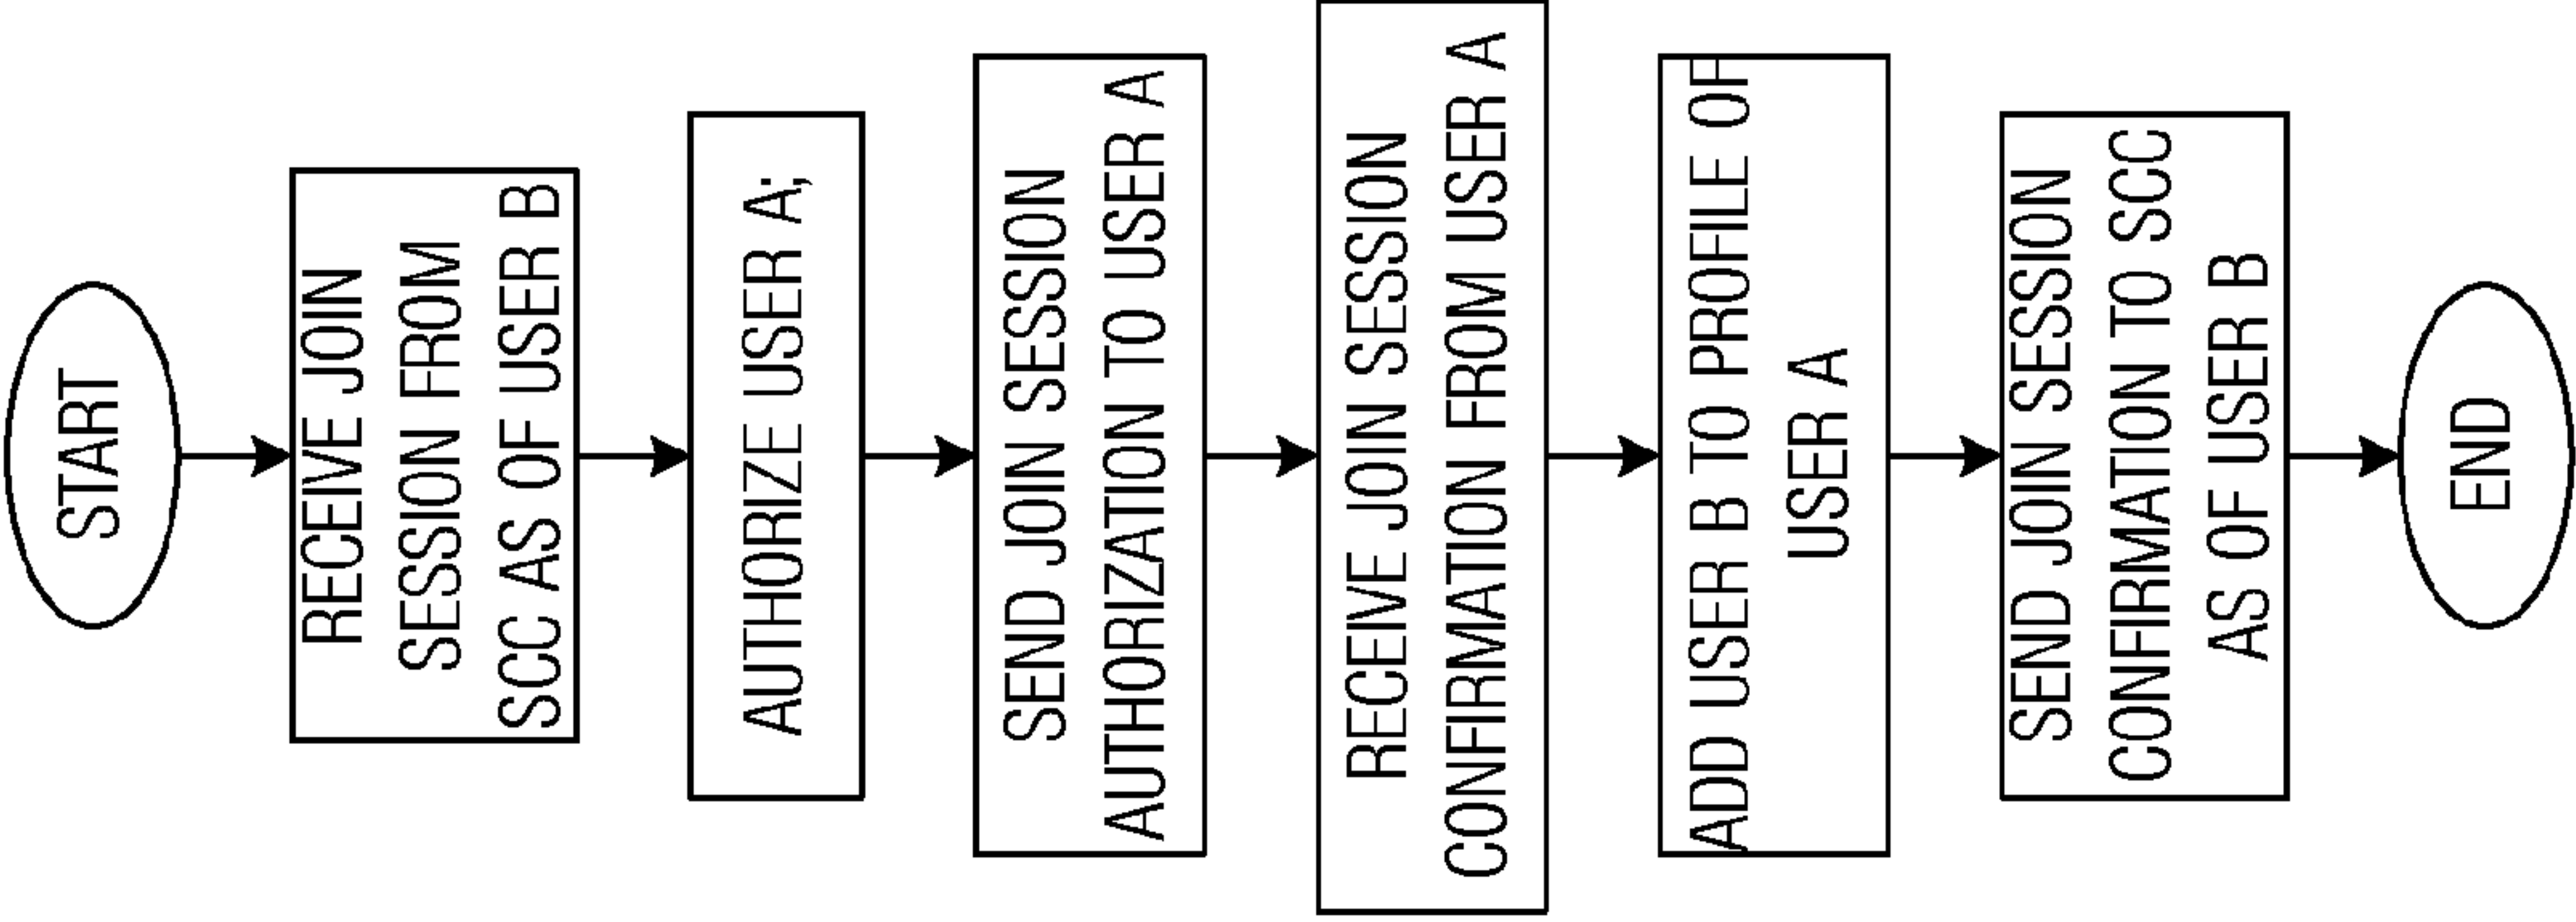 START
RECEIVE JOIN
SESSION FROM
SCC AS OF USER B
AUTHORIZE USER A;
SEND JOIN SESSION
AUTHORIZATION TO USER A
RECEIVE JOIN SESSION
CONFIRMATION FROM USER A
ADD USER B TO PROFILE OF
USER A
SEND JOIN SESSION
CONFIRMATION TO SCC
AS OF USER B
END